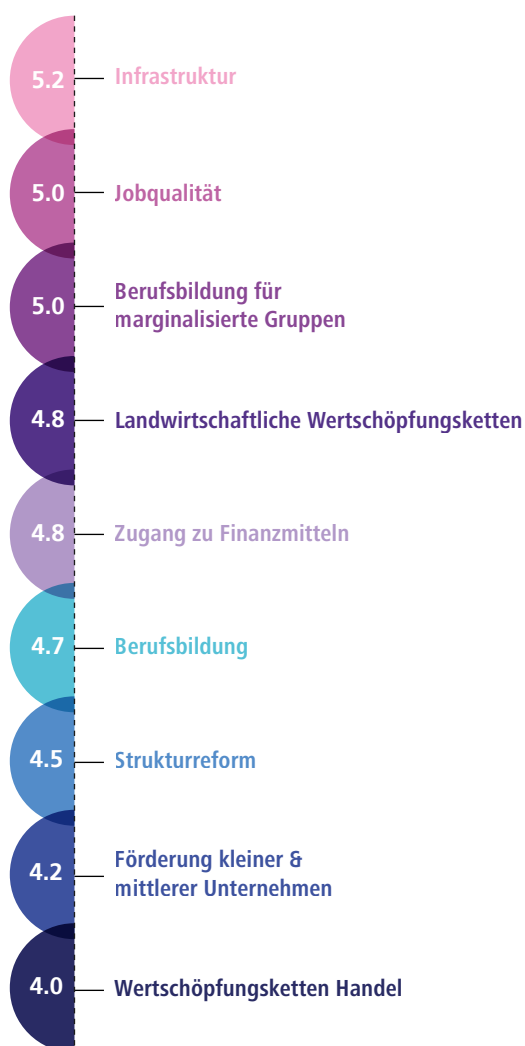 5.2 Infrastruktur
5.0 Jobqualität
5.0 Berufsbildung für
marginalisierte Gruppen
4.8 Landwirtschaftliche Wertschöpfungsketten
4.8 Zugang zu Finanzmitteln
4.7 Berufsbildung
4.5 Strukturreform
4.2 Förderung kleiner &
mittlerer Unternehmen
4.0 Wertschöpfungsketten Handel